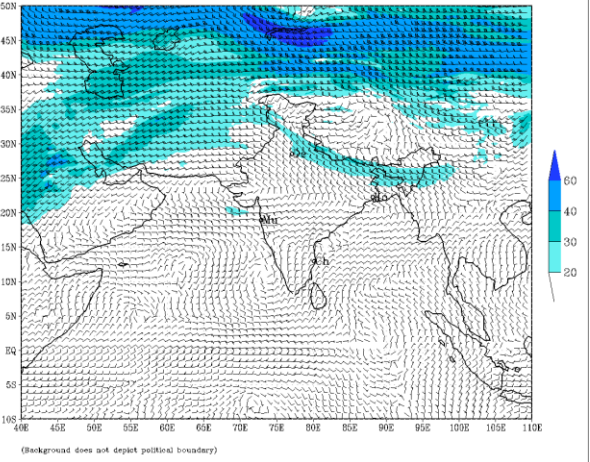 50N
45N
40N
35N
30N
25N
20N
15N
10N
5N
EQ
5S
10S
40E 45E 50E 55E 60E 65E 70E 75E 80E 85E 90E 95E 100E 105E 110E
Mu
Ch
60
40
30
20
(Background does not depict political boundary)